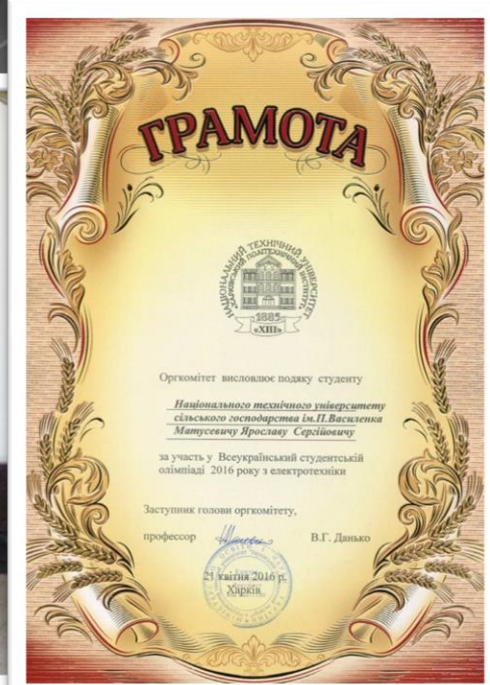 ГРАМОТА
НАЦІОНАЛЬНИЙ ТЕХНІЧНИЙ УНІВЕРСИТЕТ
ХАРКІВСЬКИЙ ПОЛІТЕХНІЧНИЙ ІНСТИТУТ
1885
«ХПІ»
Оргкомітет висловлює подяку студенту
Національного технічного університету
сільського господарства ім.П.Василенка
Матусевичу Ярославу Сергійовичу
за участь у Всеукраїнський студентській
олімпіаді 2016 року з електротехніки
Заступник голови оргкомітету,
профессор В.Г. Данько
21 квітня 2016 р.
Харків